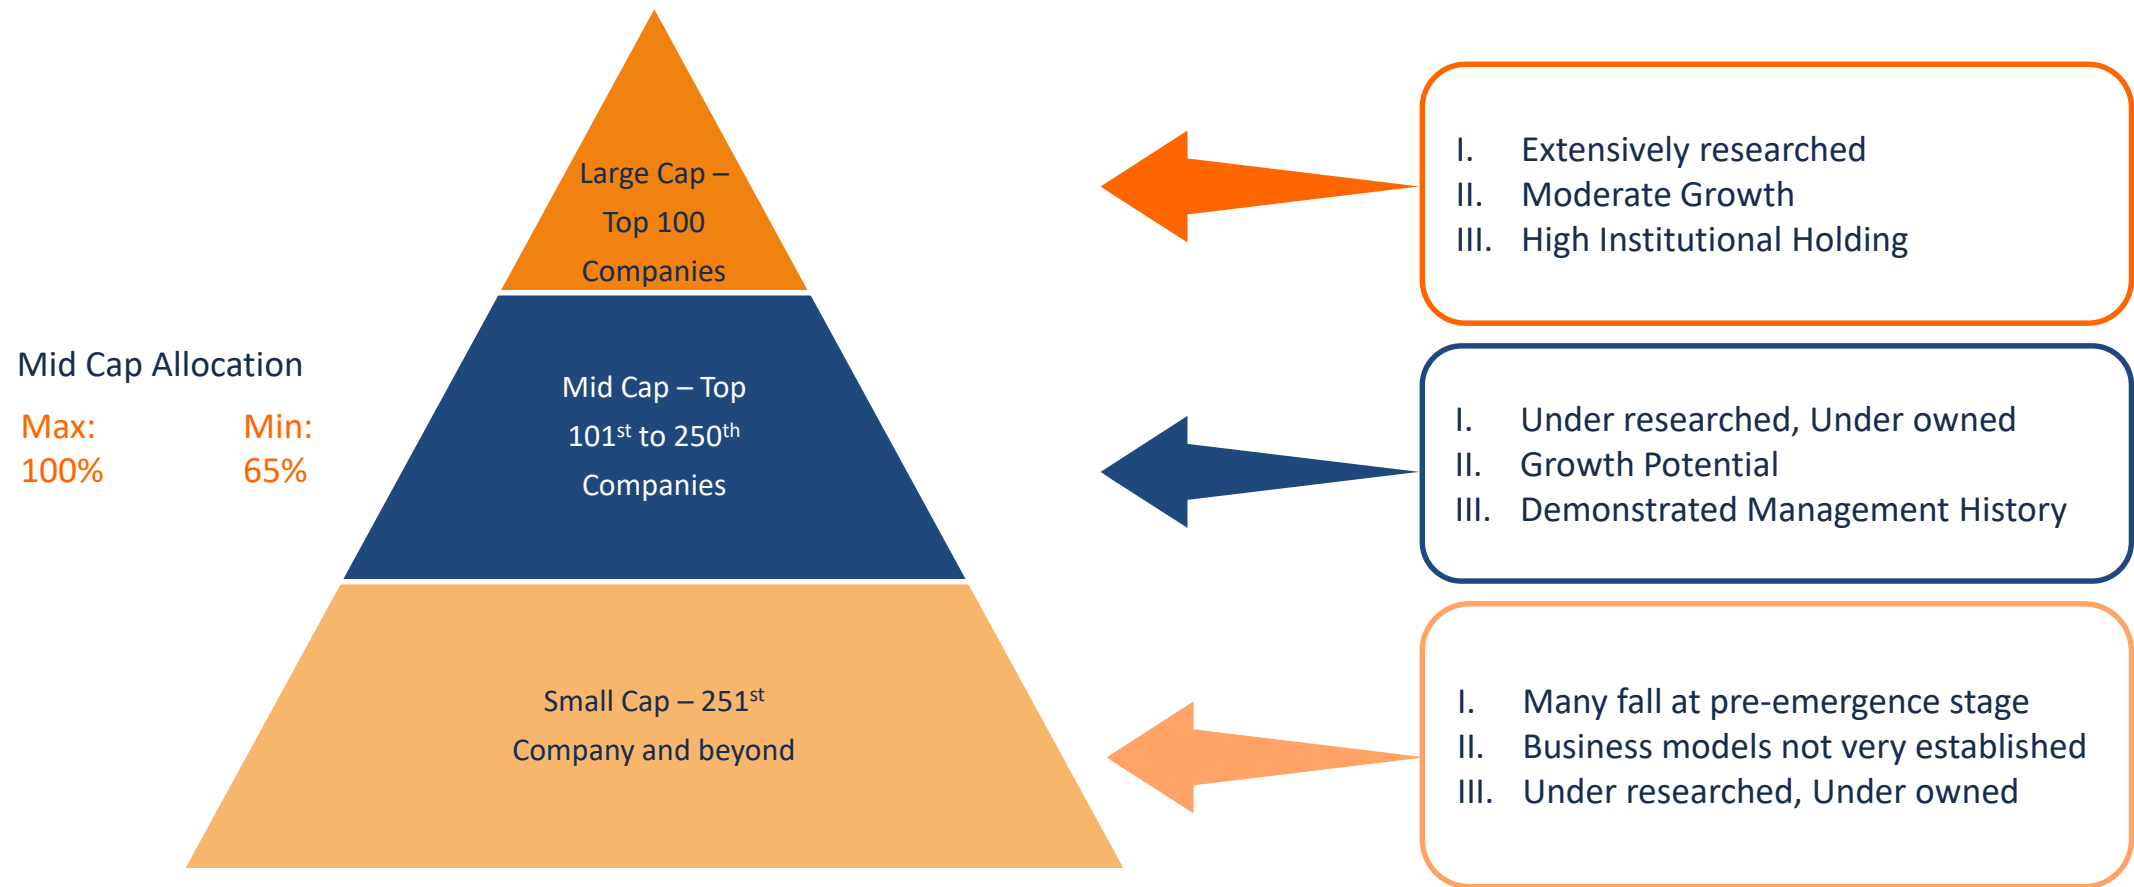 Large Cap –
Top 100
Companies
I. Extensively researched
II. Moderate Growth
III. High Institutional Holding
Mid Cap Allocation
Max: Min:
100% 65%
Mid Cap – Top
101st to 250th
Companies
I. Under researched, Under owned
II. Growth Potential
III. Demonstrated Management History
Small Cap – 251st
Company and beyond
I. Many fall at pre-emergence stage
II. Business models not very established
III. Under researched, Under owned